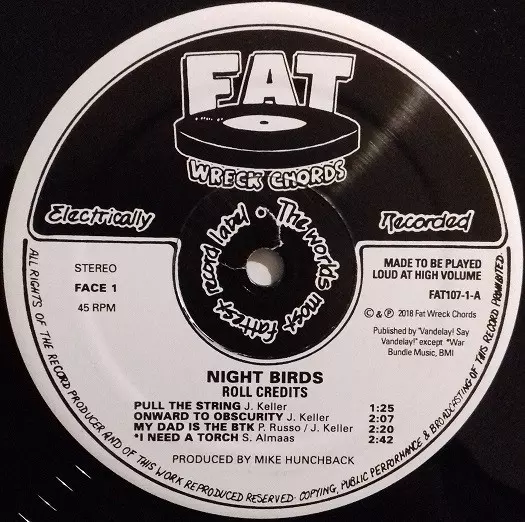 FAT
WRECK CHORDS
Electrically
Recorded
The worlds most fattest record label
STEREO
FACE 1
45 RPM
MADE TO BE PLAYED
LOUD AT HIGH VOLUME
FAT107-1-A
© & ℗ 2018 Fat Wreck Chords
Published by "Vandelay! Say
Vandelay!" except *War
Bundle Music, BMI
NIGHT BIRDS
ROLL CREDITS
PULL THE STRING J. Keller 1:25
ONWARD TO OBSCURITY J. Keller 2:07
MY DAD IS THE BTK P. Russo / J. Keller 2:20
*I NEED A TORCH S. Almaas 2:42
PRODUCED BY MIKE HUNCHBACK
ALL RIGHTS OF THE RECORD PRODUCER AND OF THIS WORK REPRODUCED RESERVED. COPYING, PUBLIC PERFORMANCE & BROADCASTING OF THIS RECORD PROHIBITED